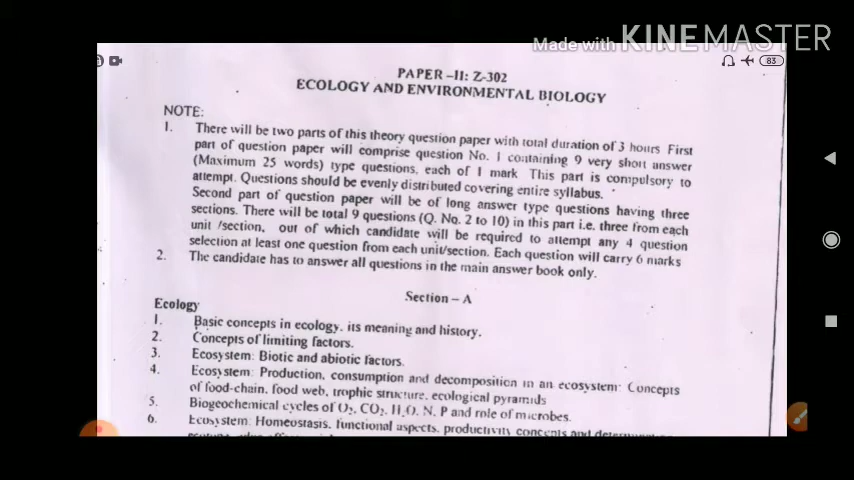 Made with KINEMASTER
83
PAPER -II: Z-302
ECOLOGY AND ENVIRONMENTAL BIOLOGY
NOTE:
1. There will be two parts of this theory question paper with total duration of 3 hours First
part of question paper will comprise question No. 1 containing 9 very short answer
(Maximum 25 words) type questions, each of 1 mark This part is compulsory to
attempt. Questions should be evenly distributed covering entire syllabus.
Second part of question paper will be of long answer type questions having three
sections. There will be total 9 questions (Q. No. 2 to 10) in this part i.e. three from each
unit /section, out of which candidate will be required to attempt any 4 question
selection at least one question from each unit/section. Each question will carry 6 marks
2. The candidate has to answer all questions in the main answer book only.
Section - A
Ecology
1. Basic concepts in ecology, its meaning and history.
2. Concepts of limiting factors.
3. Ecosystem: Biotic and abiotic factors.
4. Ecosystem: Production, consumption and decomposition in an ecosystem: Concepts
of food-chain, food web, trophic structure, ecological pyramids
5. Biogeochemical cycles of O₂, CO₂, H₂O, N, P and role of microbes.
6. Ecosystem: Homeostasis, functional aspects, productivity concepts and